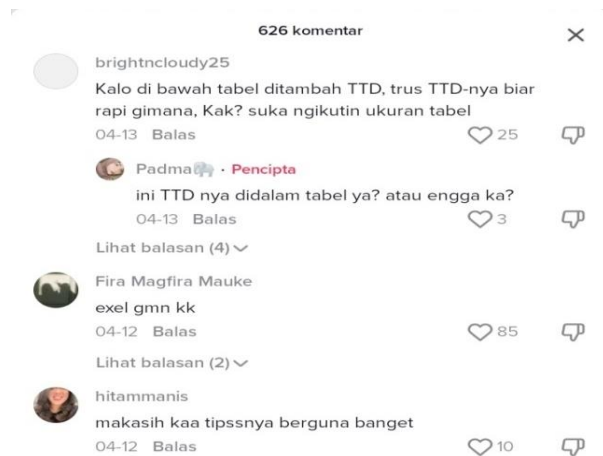 626 komentar
brightncloudy25
Kalo di bawah tabel ditambah TTD, trus TTD-nya biar
rapi gimana, Kak? suka ngikutin ukuran tabel
04-13 Balas 25
Padma🐘 · Pencipta
ini TTD nya didalam tabel ya? atau engga ka?
04-13 Balas 3
Lihat balasan (4)
Fira Magfira Mauke
exel gmn kk
04-12 Balas 85
Lihat balasan (2)
hitammanis
makasih kaa tipssnya berguna banget
04-12 Balas 10